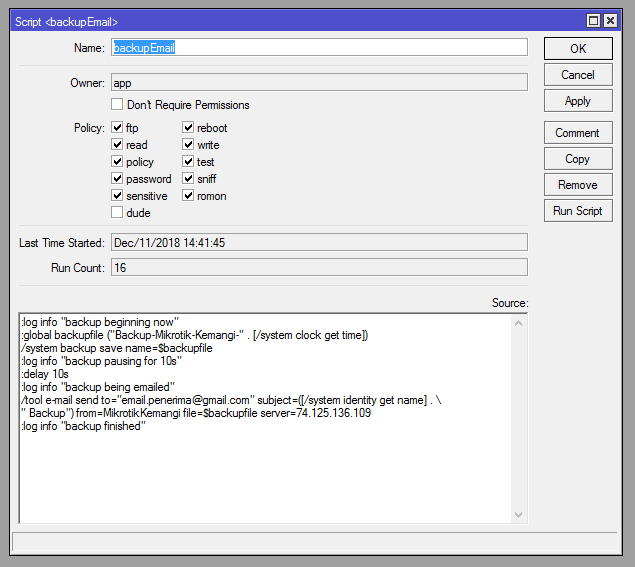 Script <backupEmail>
Name: backupEmail
OK
Owner: app
Cancel
Don't Require Permissions
Apply
Policy: ftp reboot
Comment
read write
policy test
Copy
password sniff
Remove
sensitive romon
dude
Run Script
Last Time Started: Dec/11/2018 14:41:45
Run Count: 16
Source:
:log info "backup beginning now"
:global backupfile ("Backup-Mikrotik-Kemangi-" . [/system clock get time])
/system backup save name=$backupfile
:log info "backup pausing for 10s"
:delay 10s
:log info "backup being emailed"
/tool e-mail send to="email.penerima@gmail.com" subject=([/system identity get name] . \
" Backup") from=MikrotikKemangi file=$backupfile server=74.125.136.109
:log info "backup finished"